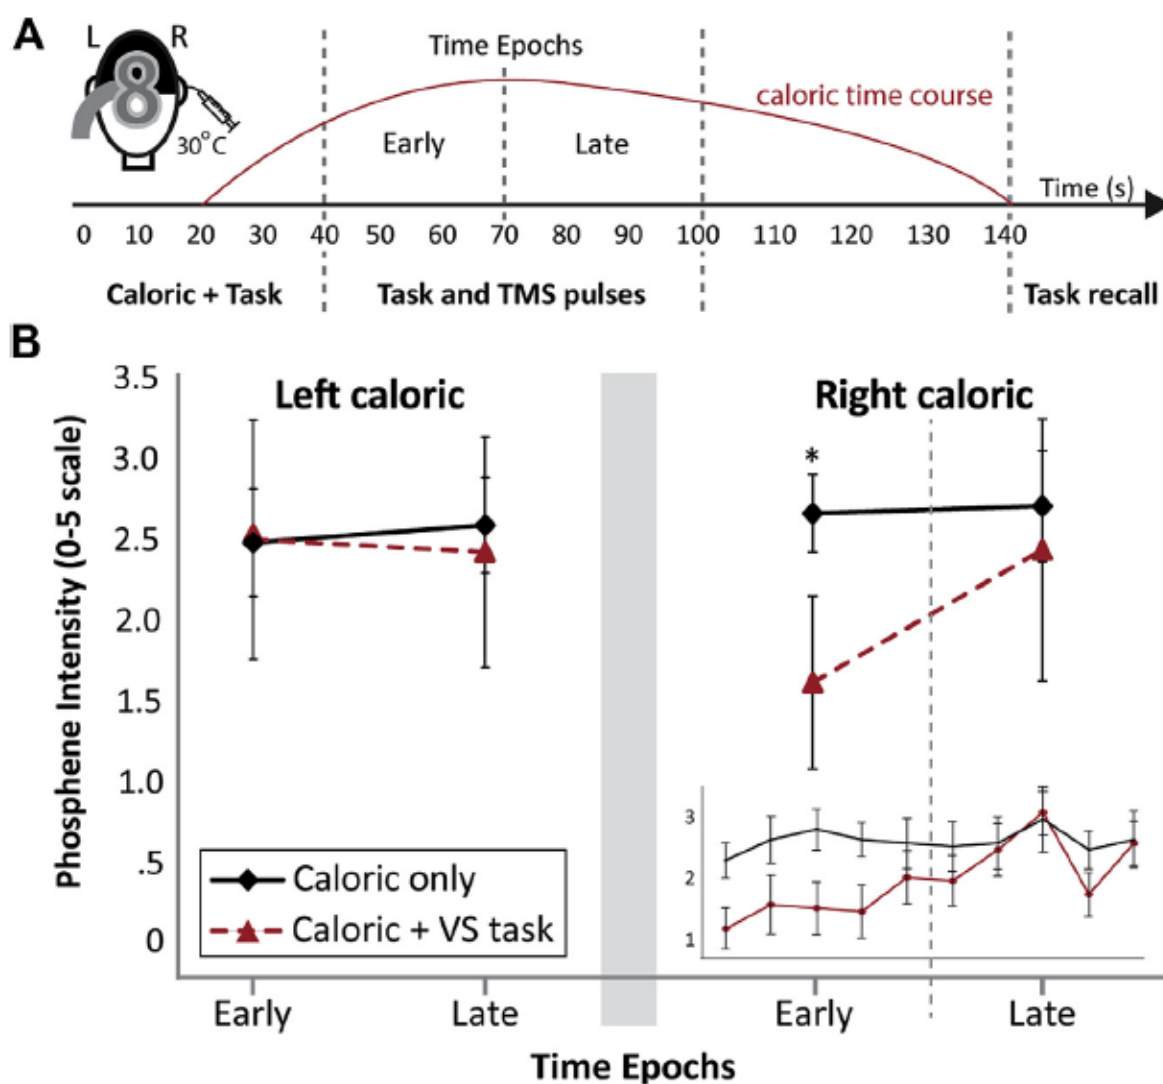 A
L R
8
30°C
Time Epochs
caloric time course
Early Late
Time (s)
0 10 20 30 40 50 60 70 80 90 100 110 120 130 140
Caloric + Task Task and TMS pulses Task recall
B
Phosphene Intensity (0-5 scale)
3.5
3.0
2.5
2.0
1.5
1.0
.5
0
Left caloric Right caloric
*
3
2
1
Caloric only
Caloric + VS task
Early Late Early Late
Time Epochs